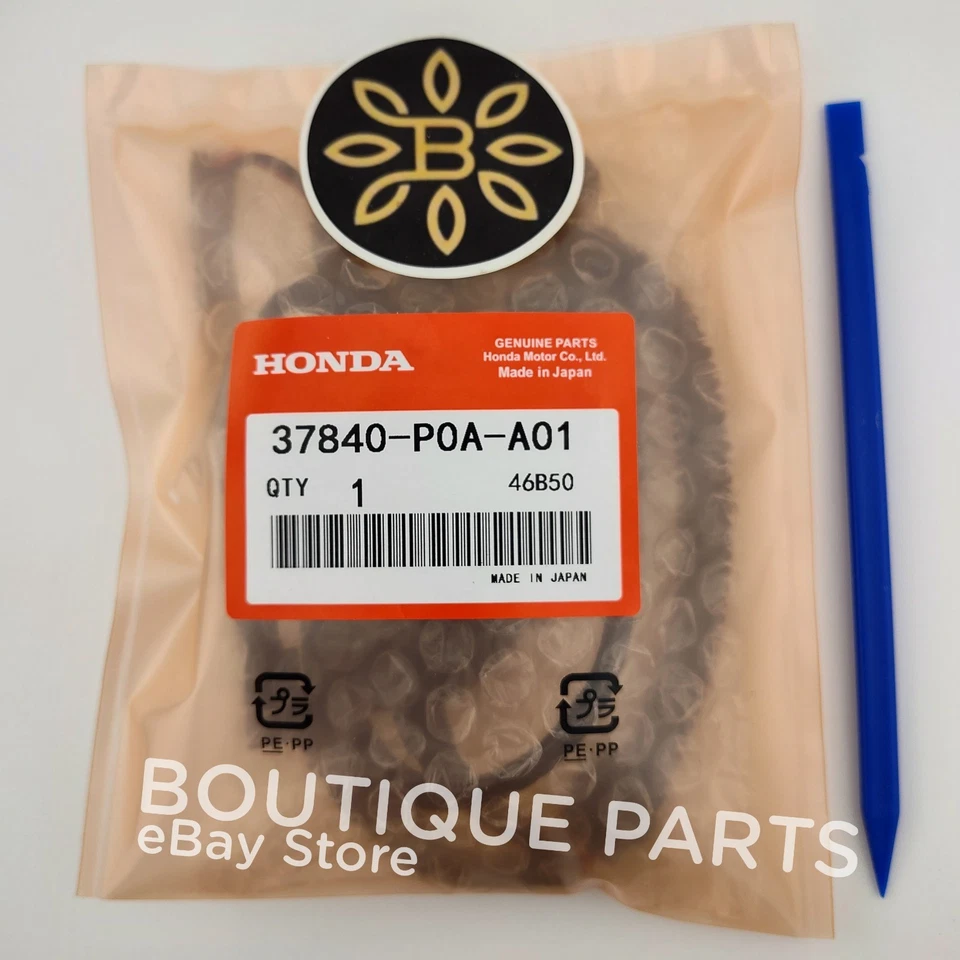 B
HONDA
GENUINE PARTS
Honda Motor Co., Ltd.
Made in Japan
37840-P0A-A01
QTY 1 46B50
MADE IN JAPAN
プラ プラ
PE·PP PE·PP
BOUTIQUE PARTS
eBay Store